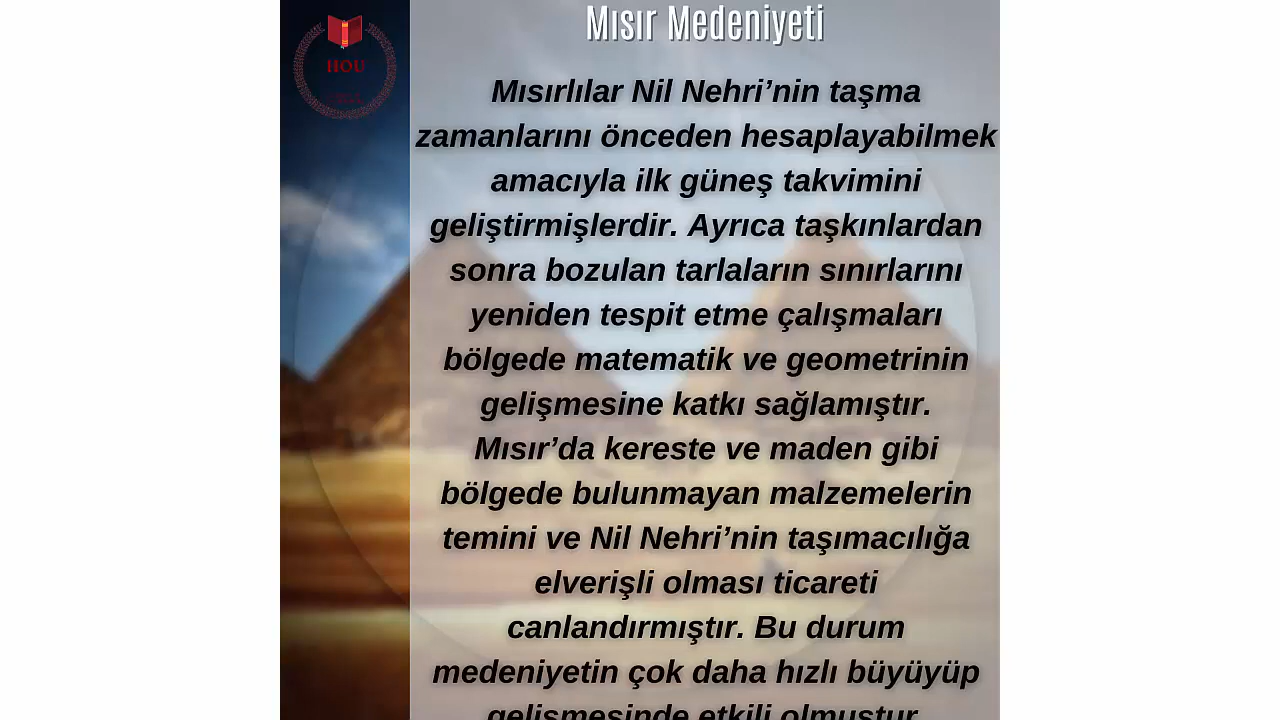 Mısır Medeniyeti
HOU
Mısırlılar Nil Nehri’nin taşma
zamanlarını önceden hesaplayabilmek
amacıyla ilk güneş takvimini
geliştirmişlerdir. Ayrıca taşkınlardan
sonra bozulan tarlaların sınırlarını
yeniden tespit etme çalışmaları
bölgede matematik ve geometrinin
gelişmesine katkı sağlamıştır.
Mısır’da kereste ve maden gibi
bölgede bulunmayan malzemelerin
temini ve Nil Nehri’nin taşımacılığa
elverişli olması ticareti
canlandırmıştır. Bu durum
medeniyetin çok daha hızlı büyüyüp
gelişmesinde etkili olmuştur